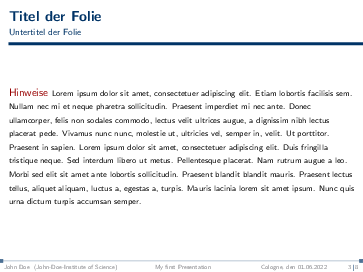 Titel der Folie
Untertitel der Folie
Hinweise Lorem ipsum dolor sit amet, consectetuer adipiscing elit. Etiam lobortis facilisis sem.
Nullam nec mi et neque pharetra sollicitudin. Praesent imperdiet mi nec ante. Donec
ullamcorper, felis non sodales commodo, lectus velit ultrices augue, a dignissim nibh lectus
placerat pede. Vivamus nunc nunc, molestie ut, ultricies vel, semper in, velit. Ut porttitor.
Praesent in sapien. Lorem ipsum dolor sit amet, consectetuer adipiscing elit. Duis fringilla
tristique neque. Sed interdum libero ut metus. Pellentesque placerat. Nam rutrum augue a leo.
Morbi sed elit sit amet ante lobortis sollicitudin. Praesent blandit blandit mauris. Praesent lectus
tellus, aliquet aliquam, luctus a, egestas a, turpis. Mauris lacinia lorem sit amet ipsum. Nunc quis
urna dictum turpis accumsan semper.
John Doe (John-Doe-Institute of Science) My first Presentation Cologne, den 01.06.2022 3|8